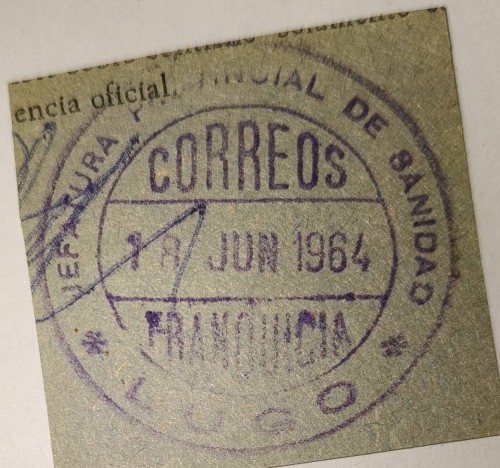 encia oficial.
JEFATURA PROVINCIAL DE SANIDAD
CORREOS
18 JUN 1964
FRANQUICIA
* LUGO *